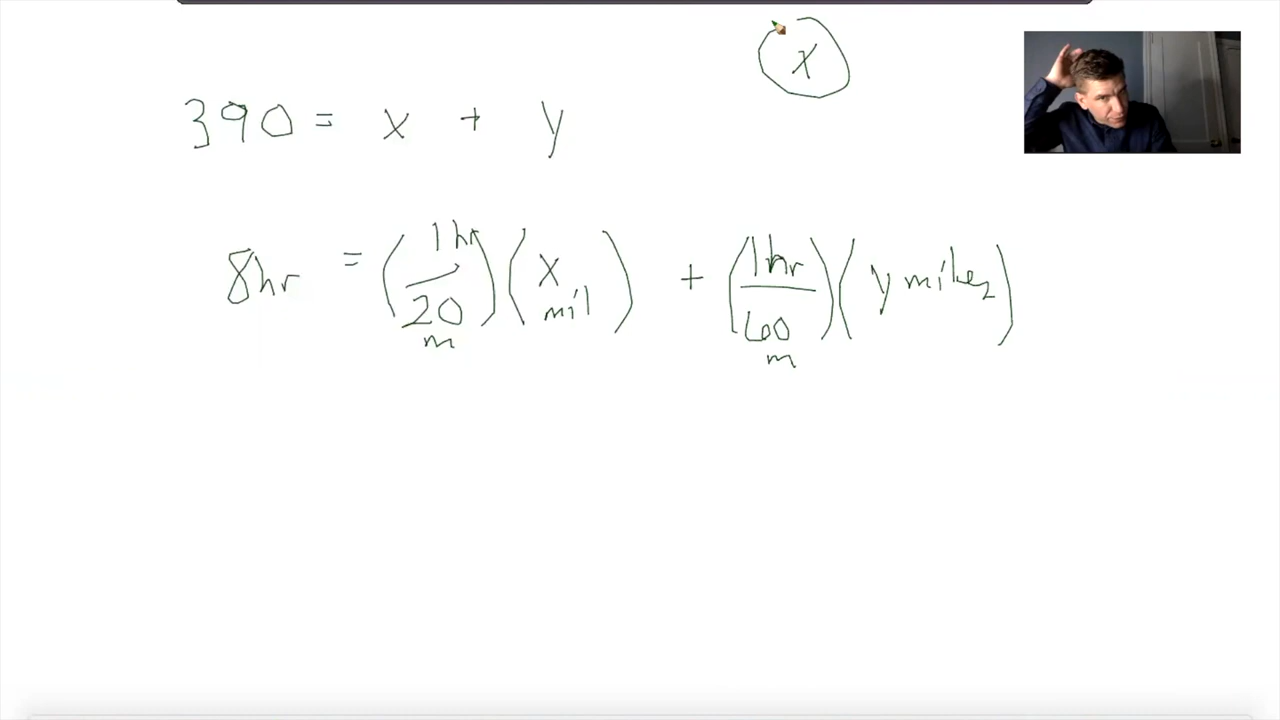 x
390 = x + y
8hr = (1hr/20 m)(x mil) + (1hr/60 m)(y miles)